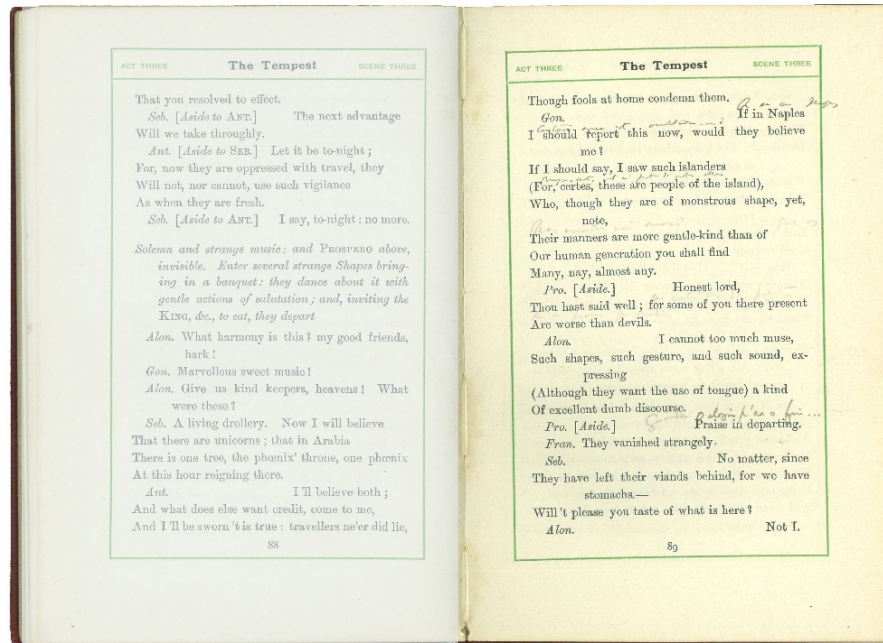 ACT THREE The Tempest SCENE THREE
That you resolved to effect.
Seb. [Aside to ANT.] The next advantage
Will we take throughly.
Ant. [Aside to SEB.] Let it be to-night ;
For, now they are oppressed with travel, they
Will not, nor cannot, use such vigilance
As when they are fresh.
Seb. [Aside to ANT.] I say, to-night : no more.
Solemn and strange music: and PROSPERO above,
invisible. Enter several strange Shapes bring-
ing in a banquet: they dance about it with
gentle actions of salutation; and, inviting the
KING, &c., to eat, they depart
Alon. What harmony is this? my good friends,
hark!
Gon. Marvellous sweet music!
Alon. Give us kind keepers, heavens! What
were these?
Seb. A living drollery. Now I will believe
That there are unicorns ; that in Arabia
There is one tree, the phœnix' throne, one phœnix
At this hour reigning there.
Ant. I 'll believe both ;
And what does else want credit, come to me,
And I 'll be sworn 't is true : travellers ne'er did lie,
88
ACT THREE The Tempest SCENE THREE
Though fools at home condemn them.
Gon. If in Naples
I should report this now, would they believe
me?
If I should say, I saw such islanders
(For, certes, these are people of the island),
Who, though they are of monstrous shape, yet,
note,
Their manners are more gentle-kind than of
Our human generation you shall find
Many, nay, almost any.
Pro. [Aside.] Honest lord,
Thou hast said well ; for some of you there present
Are worse than devils.
Alon. I cannot too much muse,
Such shapes, such gesture, and such sound, ex-
pressing
(Although they want the use of tongue) a kind
Of excellent dumb discourse.
Pro. [Aside.] Praise in departing.
Fran. They vanished strangely.
Seb. No matter, since
They have left their viands behind, for we have
stomachs.—
Will 't please you taste of what is here?
Alon. Not I.
89